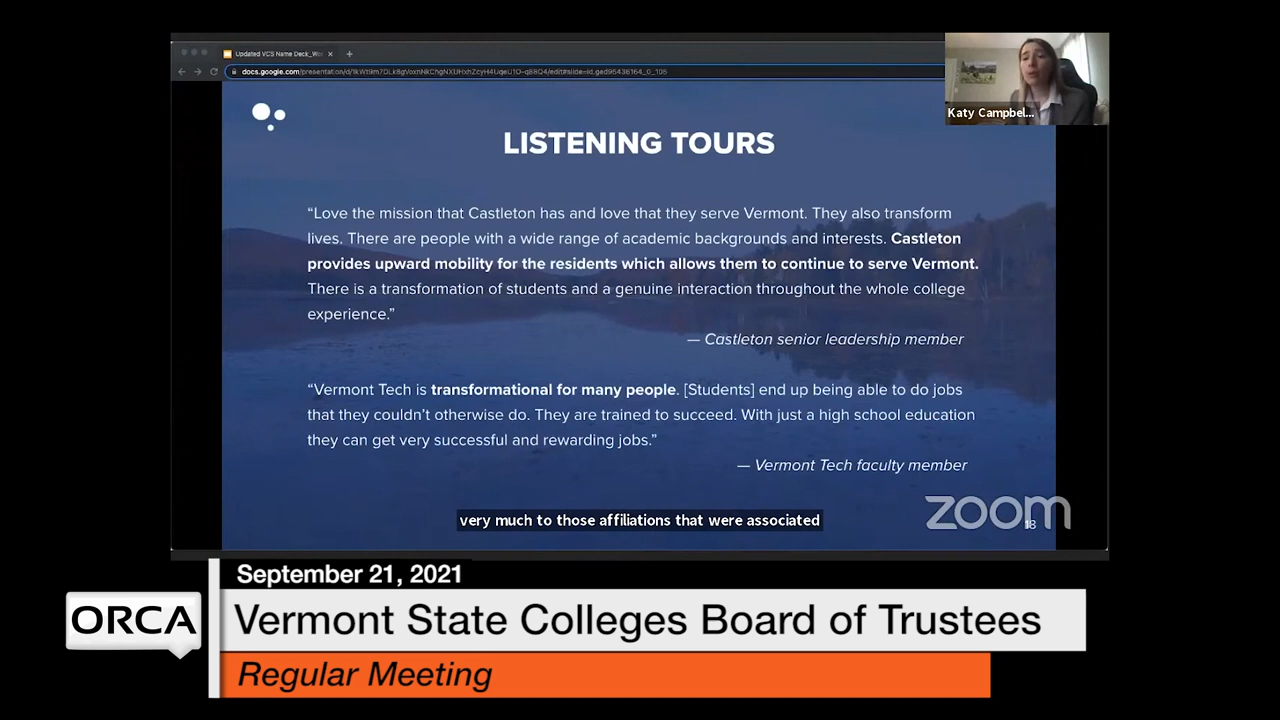 Updated VCS Name Deck_Wo
docs.google.com
Katy Campbel...
LISTENING TOURS
“Love the mission that Castleton has and love that they serve Vermont. They also transform
lives. There are people with a wide range of academic backgrounds and interests. Castleton
provides upward mobility for the residents which allows them to continue to serve Vermont.
There is a transformation of students and a genuine interaction throughout the whole college
experience.”
— Castleton senior leadership member
“Vermont Tech is transformational for many people. [Students] end up being able to do jobs
that they couldn’t otherwise do. They are trained to succeed. With just a high school education
they can get very successful and rewarding jobs.”
— Vermont Tech faculty member
zoom
18
very much to those affiliations that were associated
September 21, 2021
ORCA
Vermont State Colleges Board of Trustees
Regular Meeting